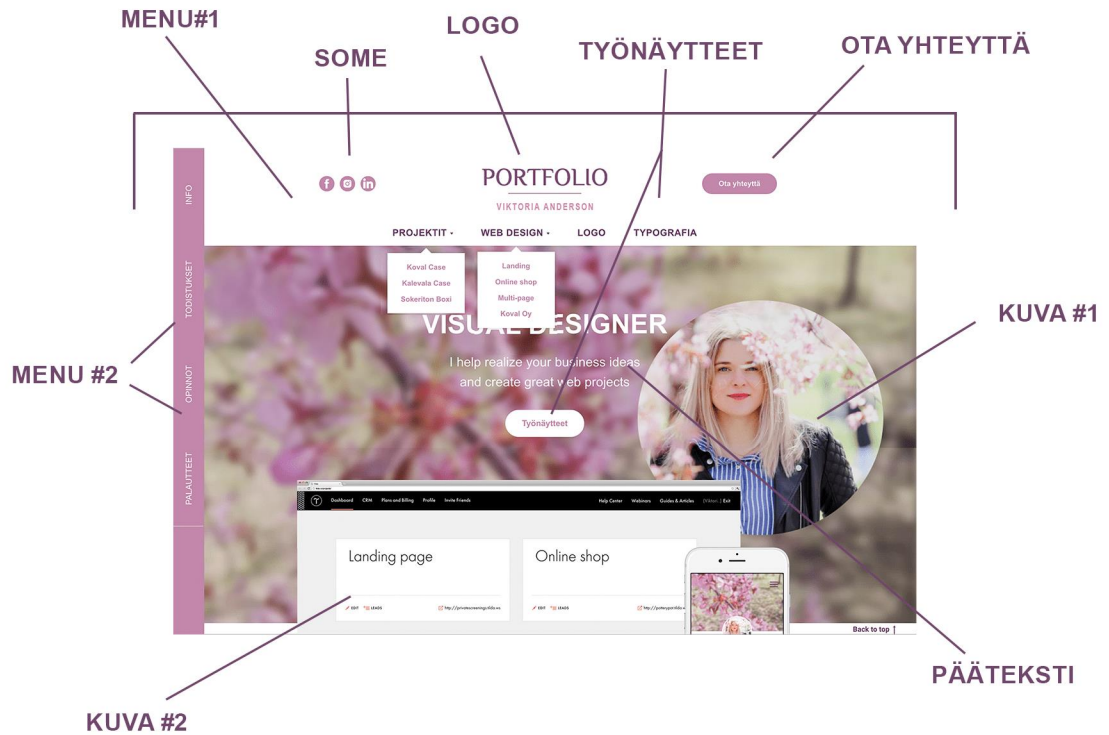 MENU#1
SOME
LOGO
TYÖNÄYTTEET
OTA YHTEYTTÄ
PORTFOLIO
VIKTORIA ANDERSON
Ota yhteyttä
INFO
TODISTUKSET
OPINNOT
PALAUTTEET
PROJEKTIT
WEB DESIGN
LOGO
TYPOGRAFIA
Koval Case
Kalevala Case
Sokeriton Boxi
Landing
Online shop
Multi-page
Koval Oy
VISUAL DESIGNER
I help realize your business ideas
and create great web projects
Työnäytteet
KUVA #1
MENU #2
Dashboard CRM Plans and Billing Profile Invite Friends Help Center Webinars Guides & Articles Exit
Landing page
Online shop
EDIT LEADS
EDIT LEADS
Back to top
PÄÄTEKSTI
KUVA #2